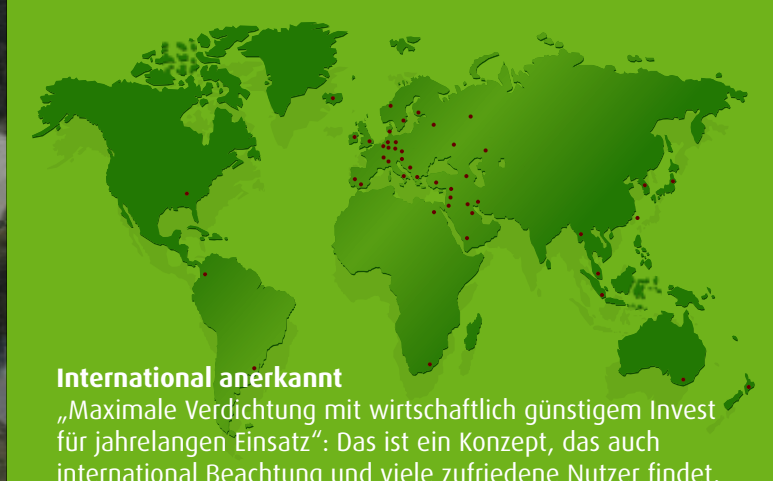 International anerkannt
„Maximale Verdichtung mit wirtschaftlich günstigem Invest
für jahrelangen Einsatz“: Das ist ein Konzept, das auch
international Beachtung und viele zufriedene Nutzer findet.